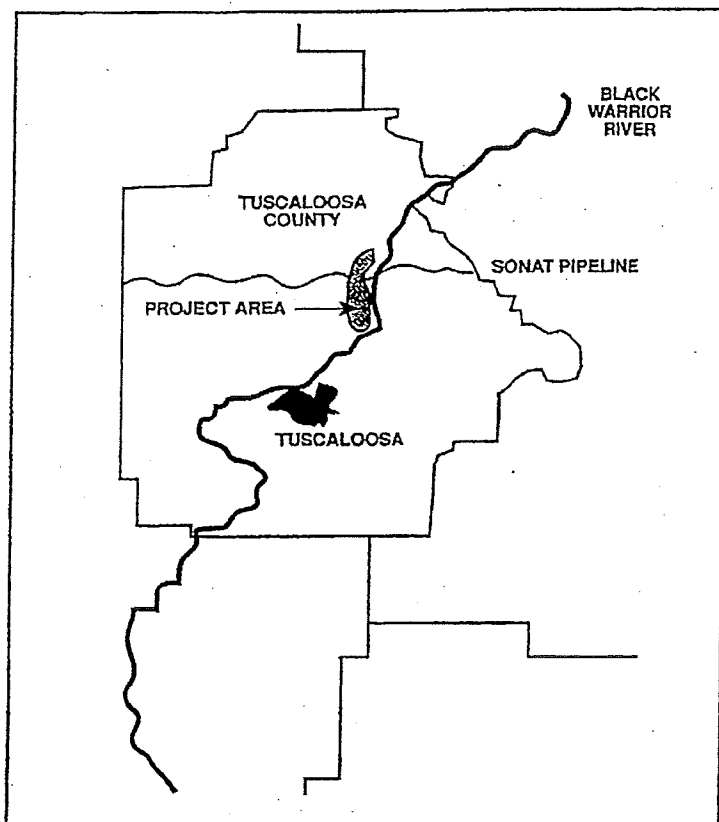 BLACK
WARRIOR
RIVER
TUSCALOOSA
COUNTY
SONAT PIPELINE
PROJECT AREA
TUSCALOOSA